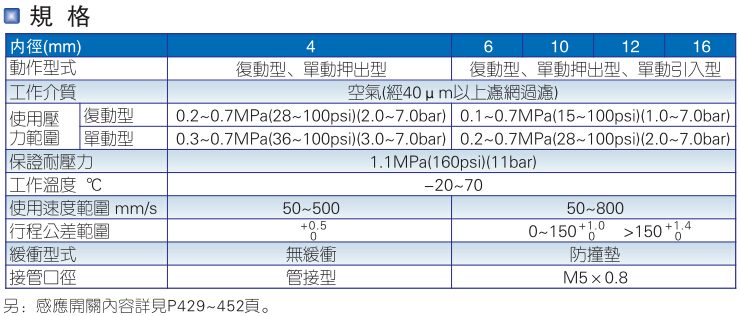 規 格
内徑(mm) 4 6 10 12 16
動作型式 復動型、單動押出型 復動型、單動押出型、單動引入型
工作介質 空氣(經40μm以上濾網過濾)
使用壓力範圍 復動型 0.2~0.7MPa(28~100psi)(2.0~7.0bar) 0.1~0.7MPa(15~100psi)(1.0~7.0bar)
單動型 0.3~0.7MPa(36~100psi)(3.0~7.0bar) 0.2~0.7MPa(28~100psi)(2.0~7.0bar)
保證耐壓力 1.1MPa(160psi)(11bar)
工作溫度 ℃ −20~70
使用速度範圍 mm/s 50~500 50~800
行程公差範圍 +0.5 0 0~150 +1.0 0 >150 +1.4 0
緩衝型式 無緩衝 防撞墊
接管口徑 管接型 M5×0.8
另：感應開關內容詳見P429~452頁。